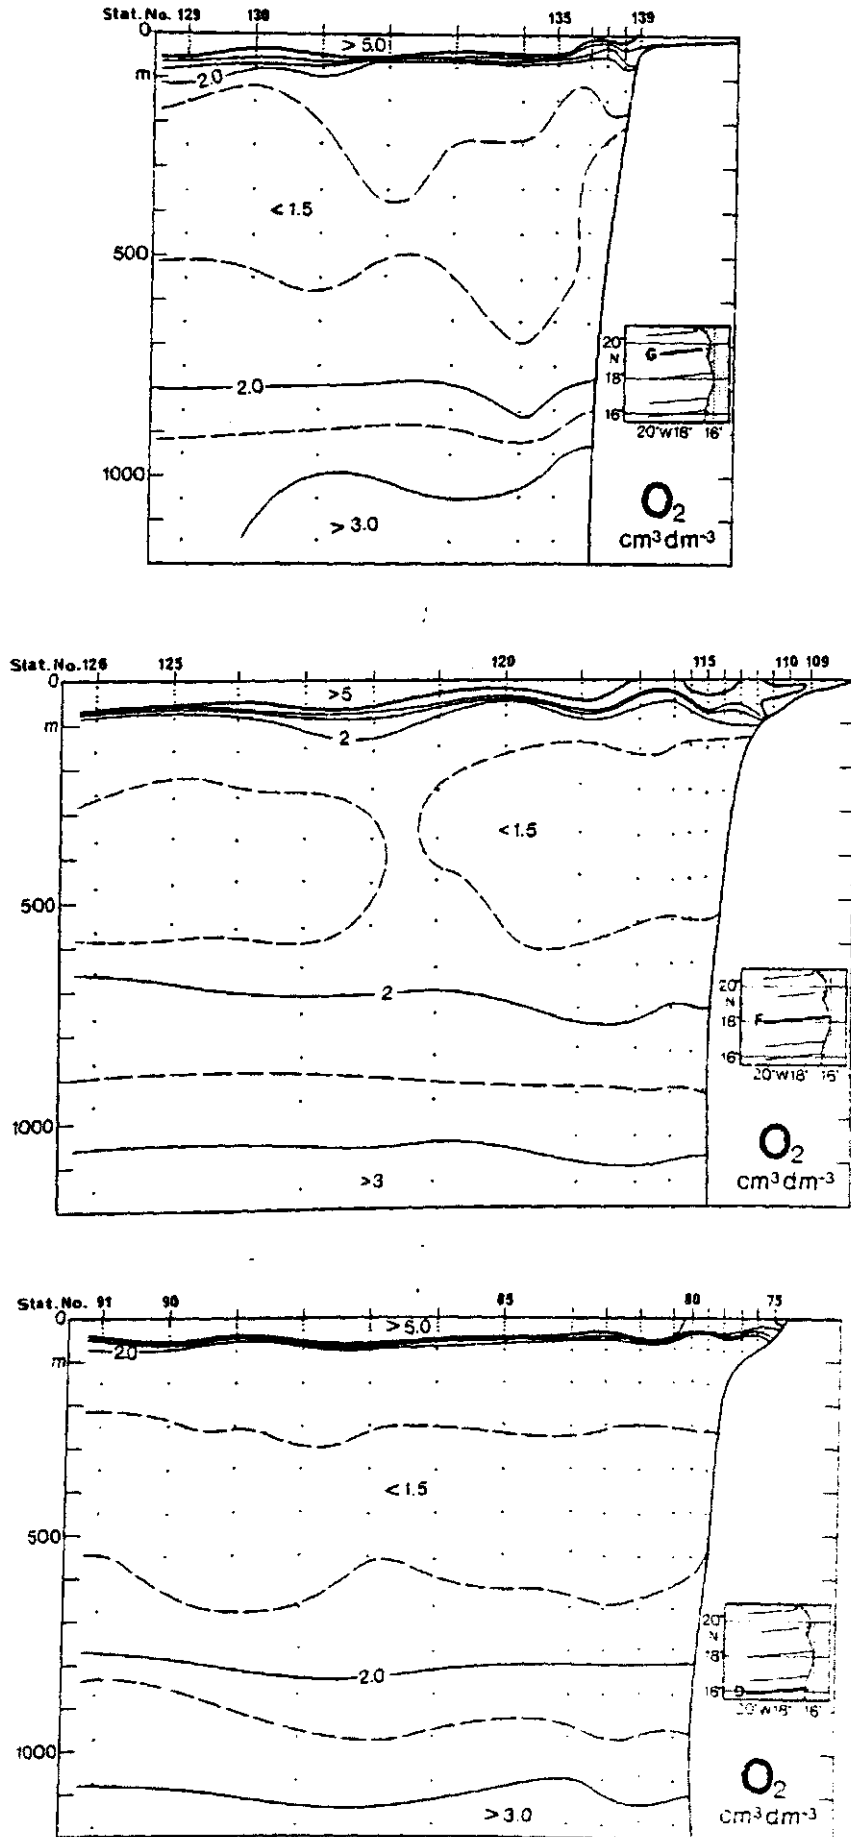 Stat. No. 129 130 135 139
0
> 5.0
m
2.0
< 1.5
500
2.0
20°
N
G
18°
16°
20°W 18° 16°
1000
O₂
> 3.0
cm³ dm⁻³
Stat. No. 126 125 120 115 110 109
0
>5
m
2
<1.5
500
2
20°
N
F
18°
16°
20°W 18° 16°
1000
O₂
>3
cm³ dm⁻³
Stat. No. 91 90 85 80 75
0
> 5.0
2.0
m
< 1.5
500
20°
N
18°
2.0
16°
D
20°W 18° 16°
1000
O₂
> 3.0
cm³ dm⁻³